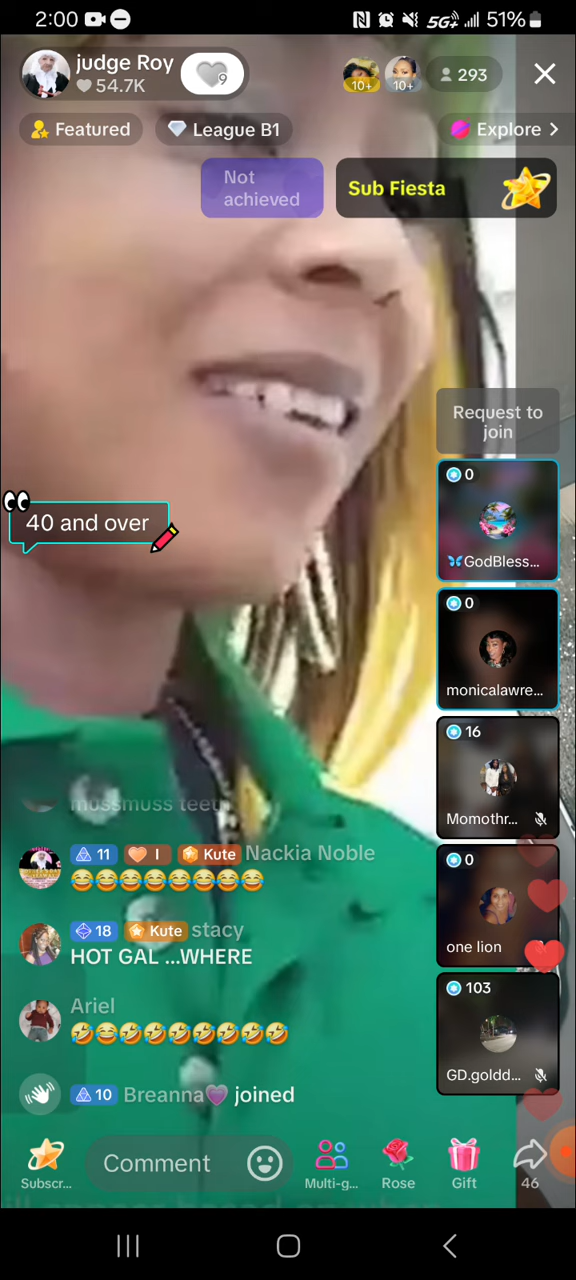 2:00
5G
51%
judge Roy
54.7K
9
10+
10+
293
Featured
League B1
Explore
Not
achieved
Sub Fiesta
Request to
join
0
GodBless...
40 and over
0
monicalawre...
16
Momothr...
mussmuss teet
11 I Kute Nackia Noble
😂😂😂😂😂😂😂😂
0
one lion
18 Kute stacy
HOT GAL ...WHERE
Ariel
🤣😂🤣🤣🤣🤣🤣🤣🤣
103
GD.goldd...
10 Breanna💗 joined
Subscr...
Comment
Multi-g...
Rose
Gift
46